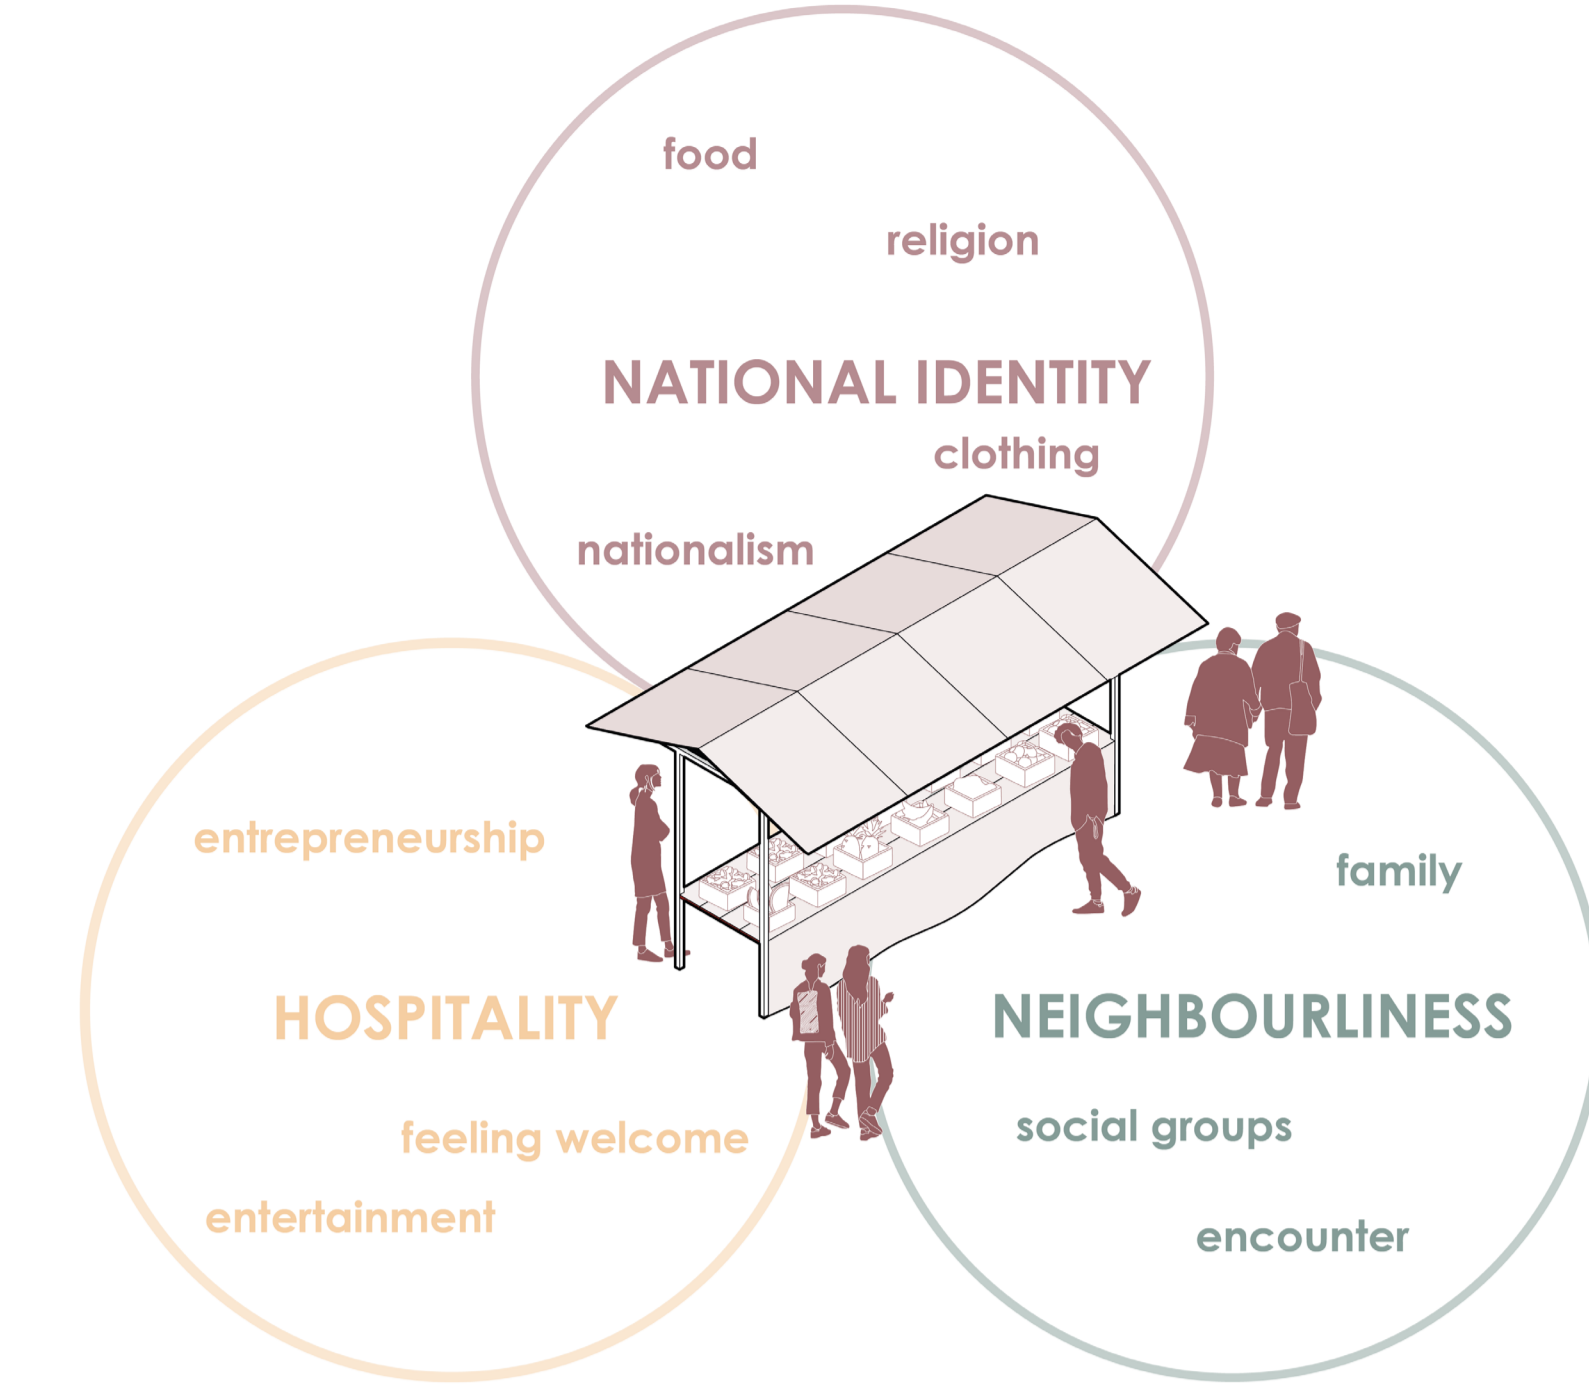 food
religion
NATIONAL IDENTITY
clothing
nationalism
entrepreneurship
HOSPITALITY
feeling welcome
entertainment
family
NEIGHBOURLINESS
social groups
encounter